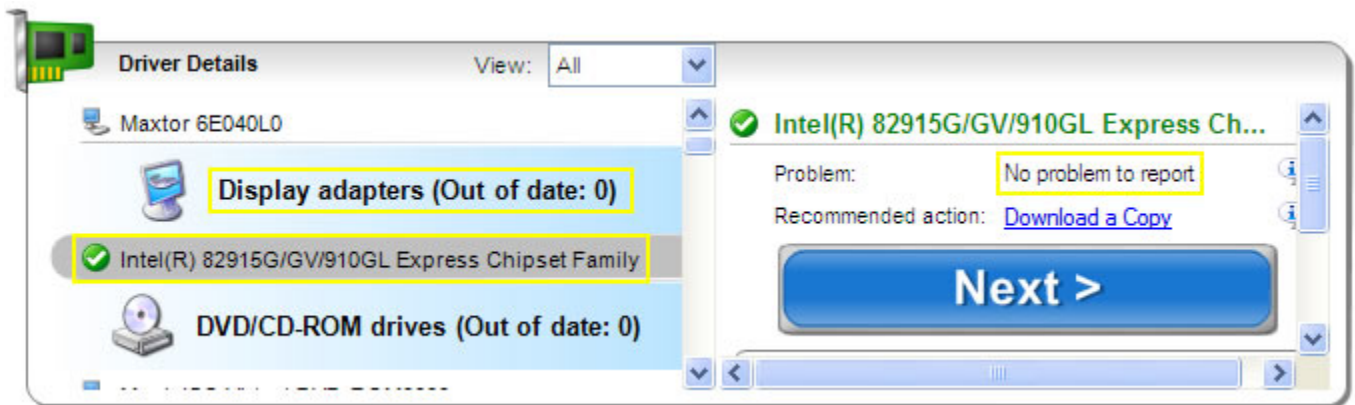 Driver Details
View: All
Maxtor 6E040L0
Display adapters (Out of date: 0)
Intel(R) 82915G/GV/910GL Express Chipset Family
DVD/CD-ROM drives (Out of date: 0)
Intel(R) 82915G/GV/910GL Express Ch...
Problem: No problem to report
Recommended action: Download a Copy
Next >